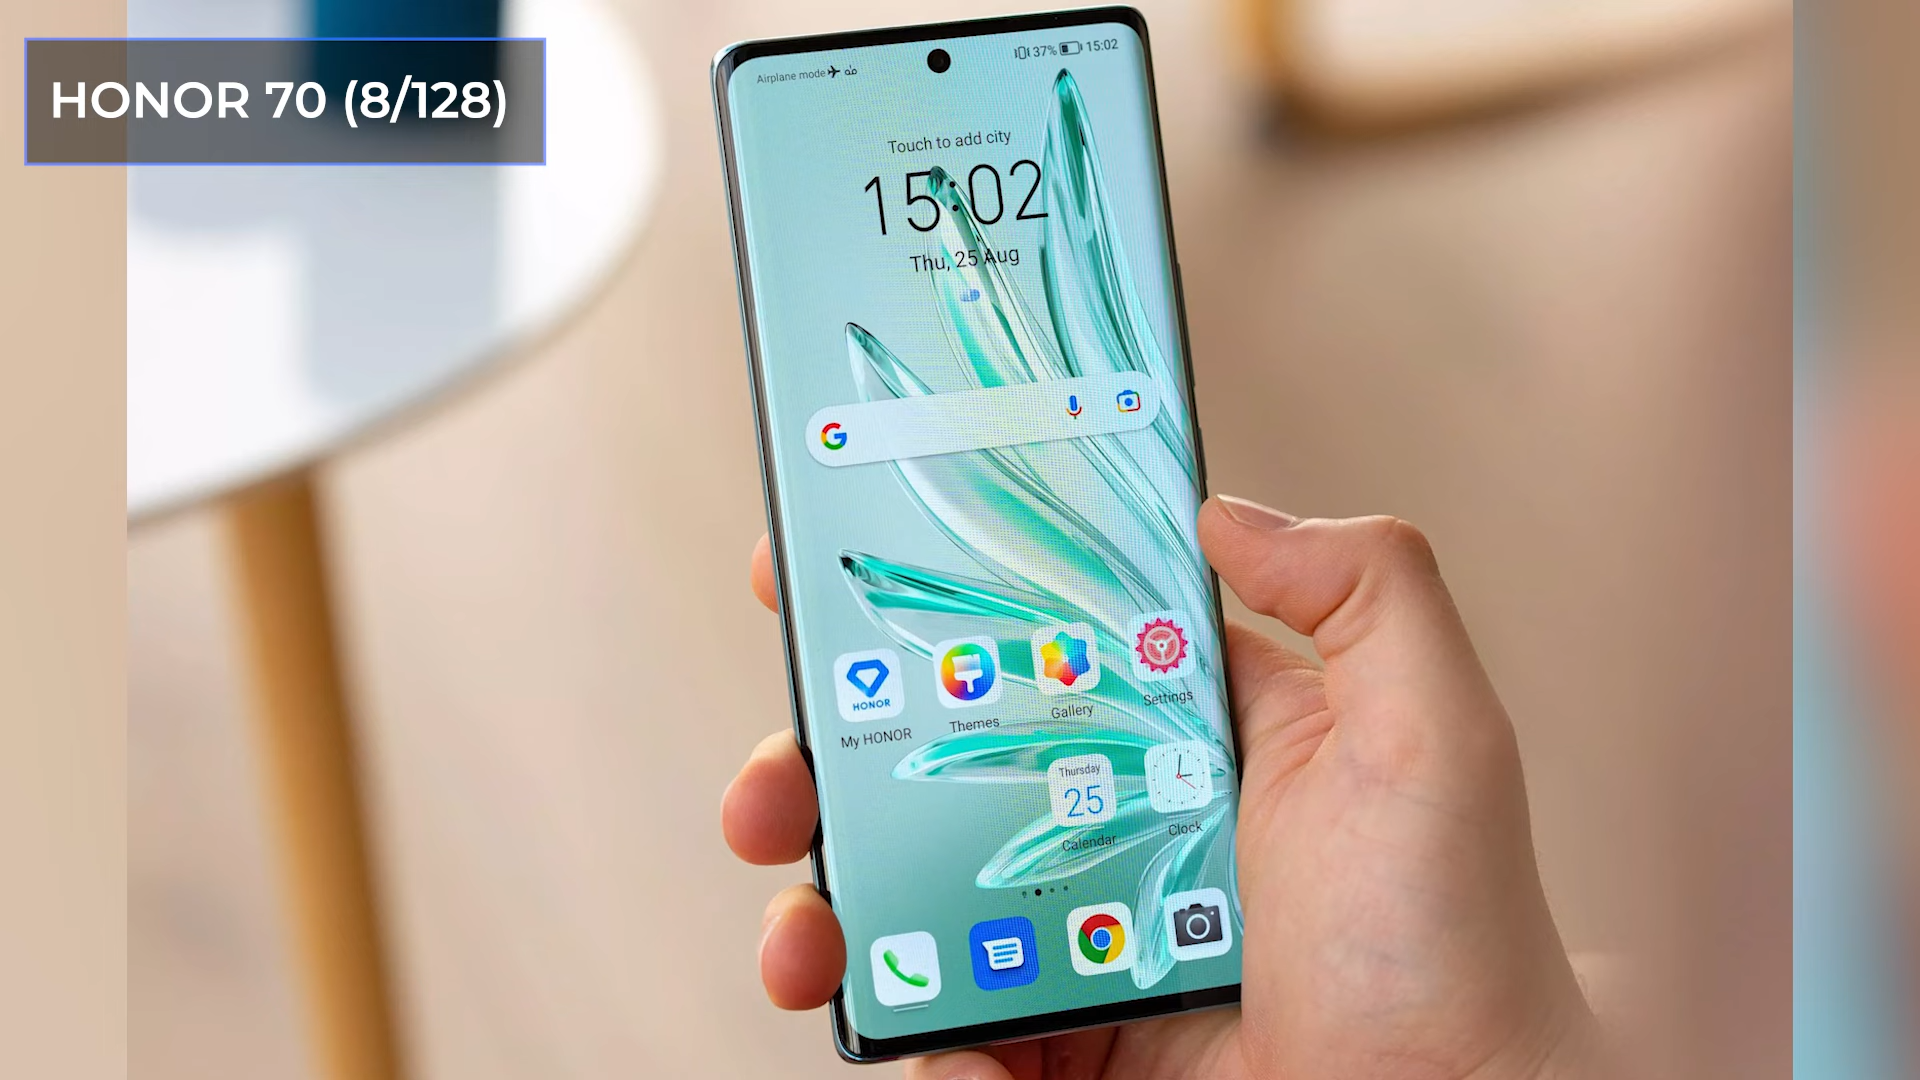 HONOR 70 (8/128)
Airplane mode
37% 15:02
Touch to add city
15:02
Thu, 25 Aug
G
HONOR
My HONOR
Themes
Gallery
Settings
Thursday
25
Calendar
Clock